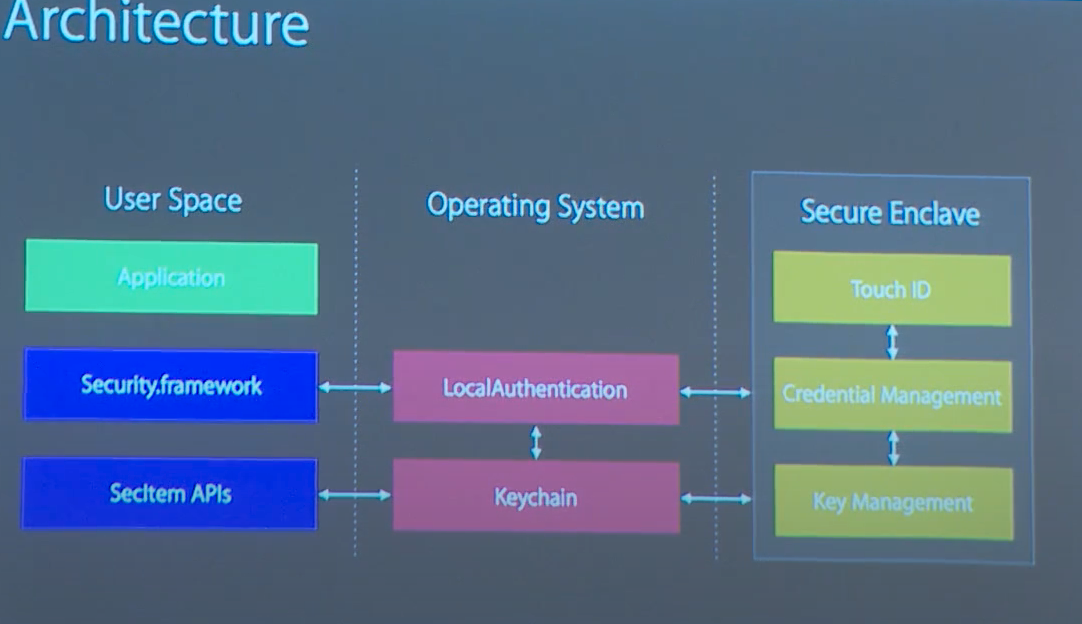 Architecture
User Space
Operating System
Secure Enclave
Application
Touch ID
Security.framework
LocalAuthentication
Credential Management
SecItem APIs
Keychain
Key Management